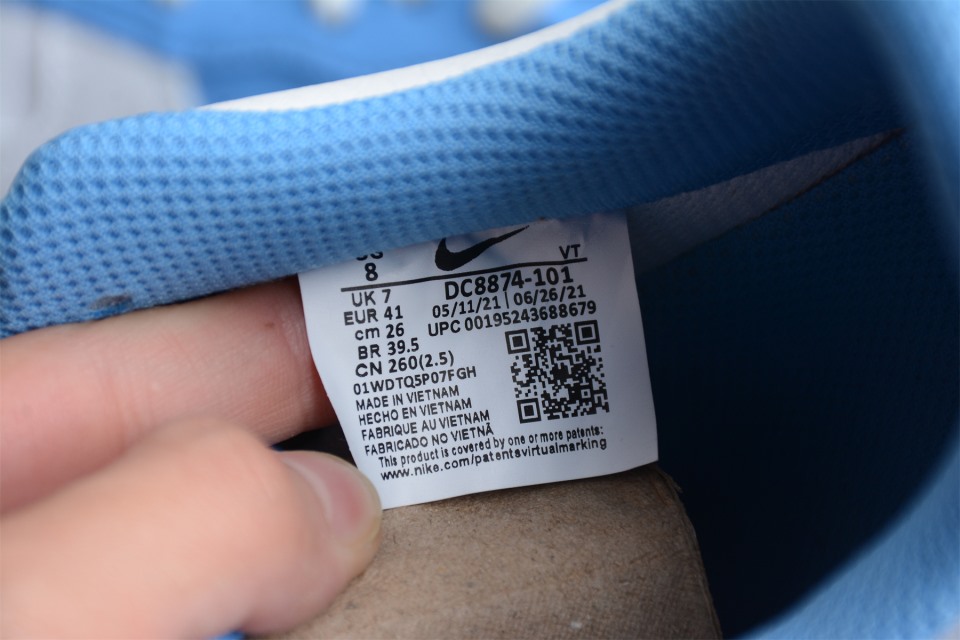 US VT
8
UK 7 DC8874-101
EUR 41 05/11/21 | 06/26/21
cm 26 UPC 00195243688679
BR 39.5
CN 260(2.5)
01WDTQ5P07FGH
MADE IN VIETNAM
HECHO EN VIETNAM
FABRIQUE AU VIETNAM
FABRICADO NO VIETNÃ
This product is covered by one or more patents:
www.nike.com/patentsvirtualmarking